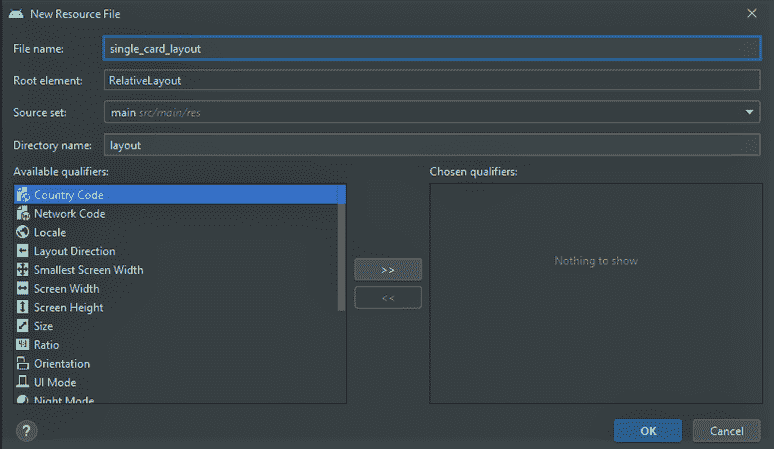 New Resource File
File name: single_card_layout
Root element: RelativeLayout
Source set: main src/main/res
Directory name: layout
Available qualifiers: Chosen qualifiers:
Country Code
Network Code
Locale
Layout Direction
Smallest Screen Width
Screen Width
Screen Height
Size
Ratio
Orientation
UI Mode
Night Mode
>>
<<
Nothing to show
?
OK Cancel